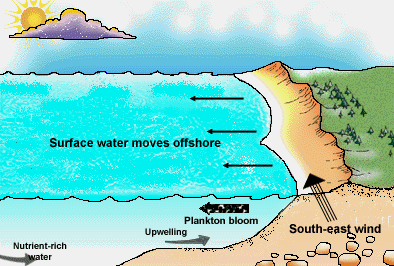 Surface water moves offshore
Plankton bloom
South-east wind
Upwelling
Nutrient-rich
water